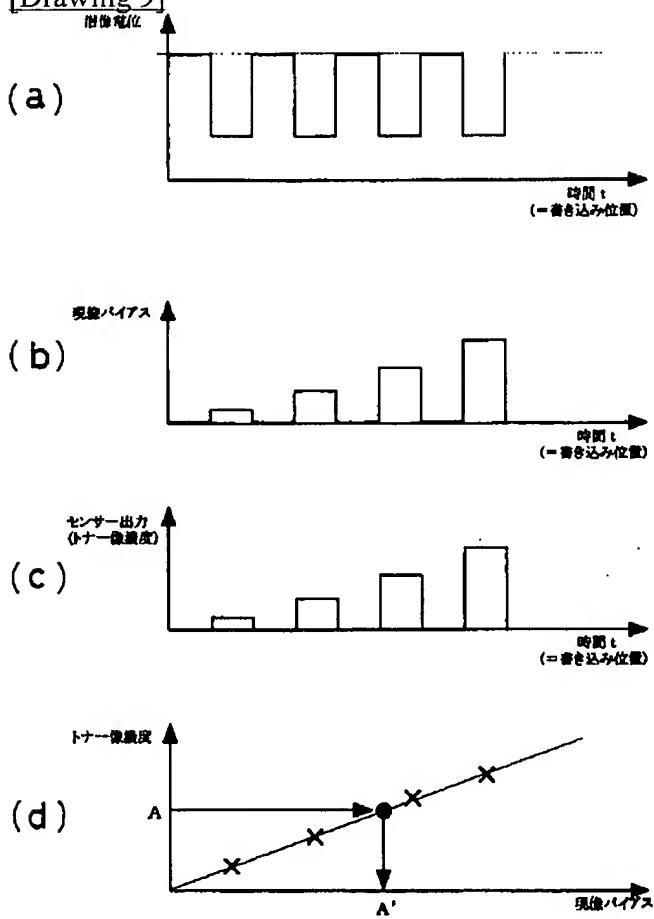 [Drawing 9]
潜像電位
(a)
時間 t
(=書き込み位置)
現像バイアス
(b)
時間 t
(=書き込み位置)
センサー出力
(トナー像濃度)
(c)
時間 t
(=書き込み位置)
トナー像濃度
A
(d)
A'
現像バイアス